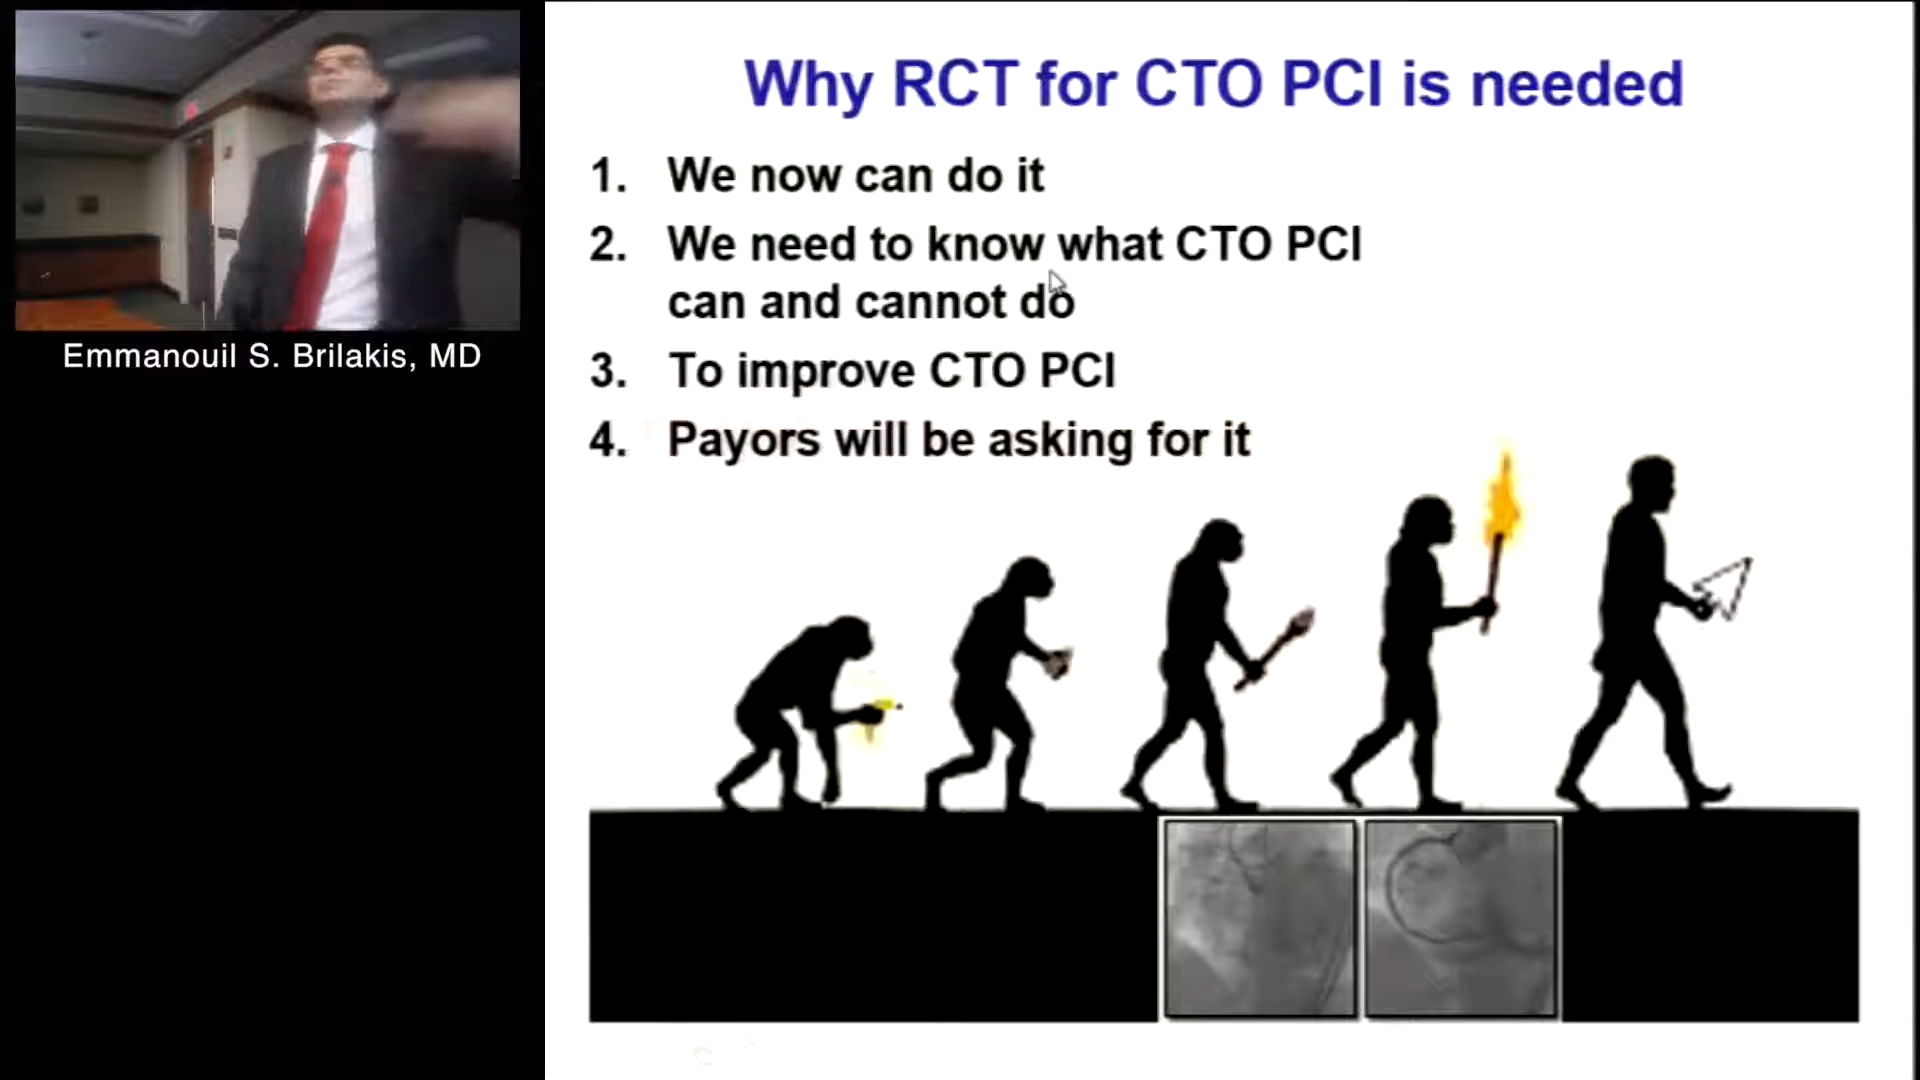 Why RCT for CTO PCI is needed
1. We now can do it
2. We need to know what CTO PCI
can and cannot do
3. To improve CTO PCI
4. Payors will be asking for it
Emmanouil S. Brilakis, MD